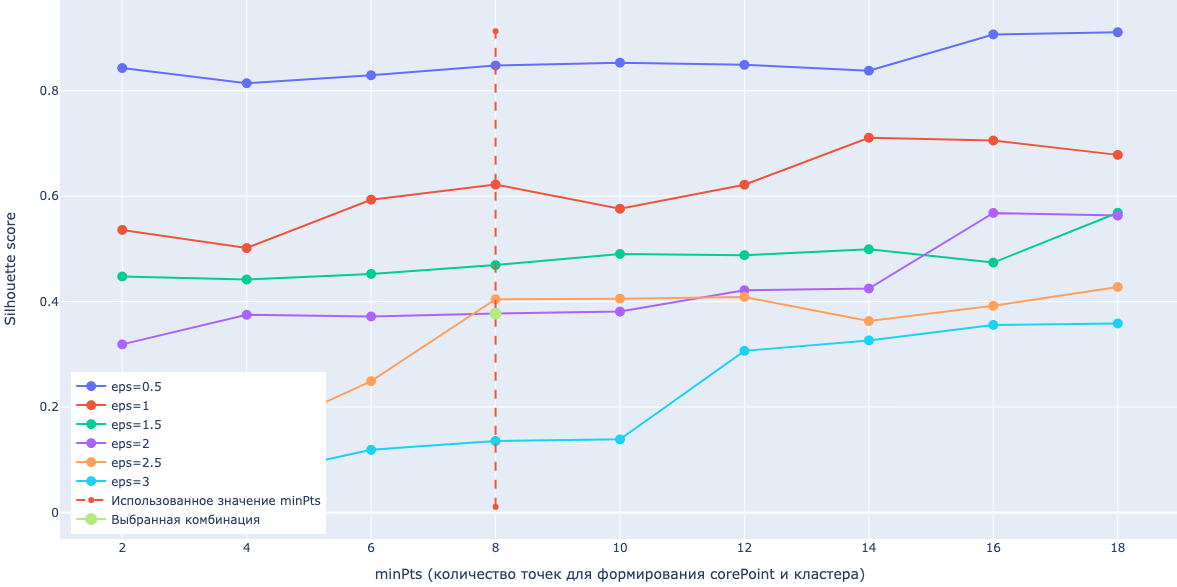 Silhouette score
0.8
0.6
0.4
0.2
0
eps=0.5
eps=1
eps=1.5
eps=2
eps=2.5
eps=3
Использованное значение minPts
Выбранная комбинация
2 4 6 8 10 12 14 16 18
minPts (количество точек для формирования corePoint и кластера)